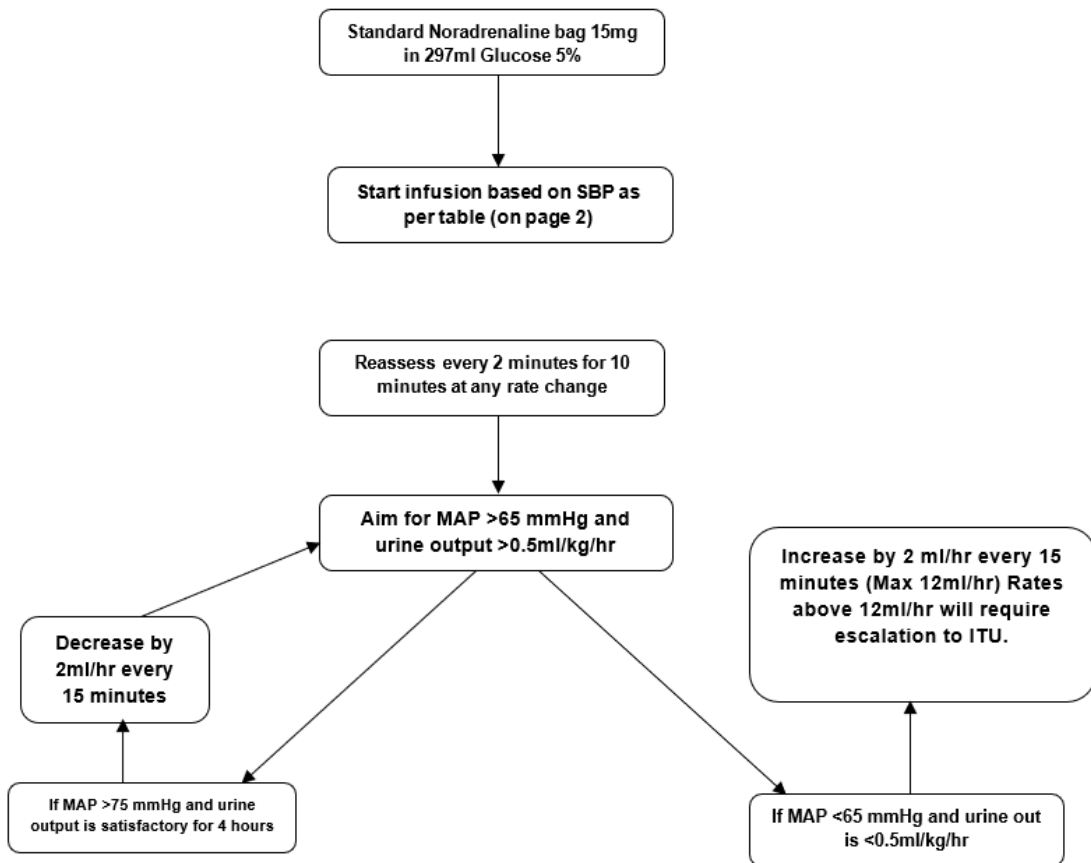 Standard Noradrenaline bag 15mg
in 297ml Glucose 5%
Start infusion based on SBP as
per table (on page 2)
Reassess every 2 minutes for 10
minutes at any rate change
Aim for MAP >65 mmHg and
urine output >0.5ml/kg/hr
Decrease by
2ml/hr every
15 minutes
Increase by 2 ml/hr every 15
minutes (Max 12ml/hr) Rates
above 12ml/hr will require
escalation to ITU.
If MAP >75 mmHg and urine
output is satisfactory for 4 hours
If MAP <65 mmHg and urine out
is <0.5ml/kg/hr